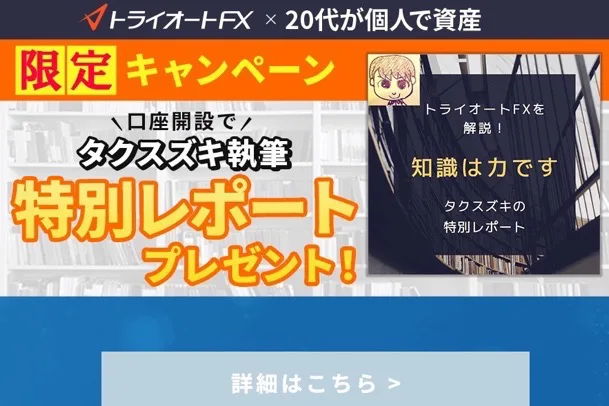 トライオートFX × 20代が個人で資産
限定キャンペーン
\口座開設で/
タクスズキ執筆
特別レポート
プレゼント!
トライオートFXを
解説!
知識は力です
タクスズキの
特別レポート
詳細はこちら >